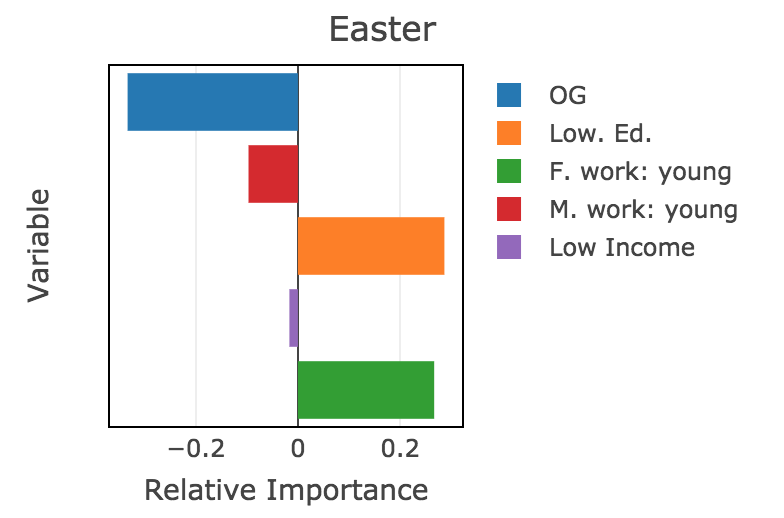 Easter
OG
Low. Ed.
F. work: young
M. work: young
Low Income
Variable
−0.2
0
0.2
Relative Importance